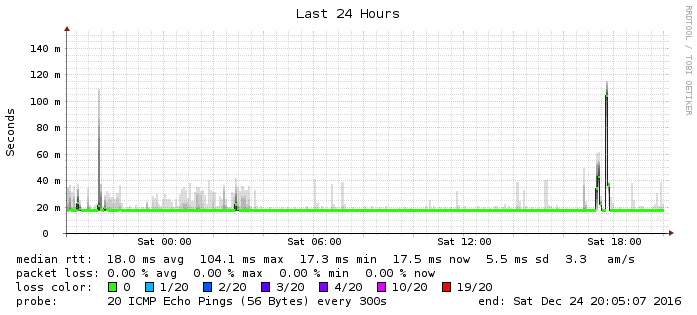 Last 24 Hours
RRDTOOL / TOBI OETIKER
Seconds
140 m
120 m
100 m
80 m
60 m
40 m
20 m
0
Sat 00:00 Sat 06:00 Sat 12:00 Sat 18:00
median rtt: 18.0 ms avg 104.1 ms max 17.3 ms min 17.5 ms now 5.5 ms sd 3.3 am/s
packet loss: 0.00 % avg 0.00 % max 0.00 % min 0.00 % now
loss color: 0 1/20 2/20 3/20 4/20 10/20 19/20
probe: 20 ICMP Echo Pings (56 Bytes) every 300s end: Sat Dec 24 20:05:07 2016